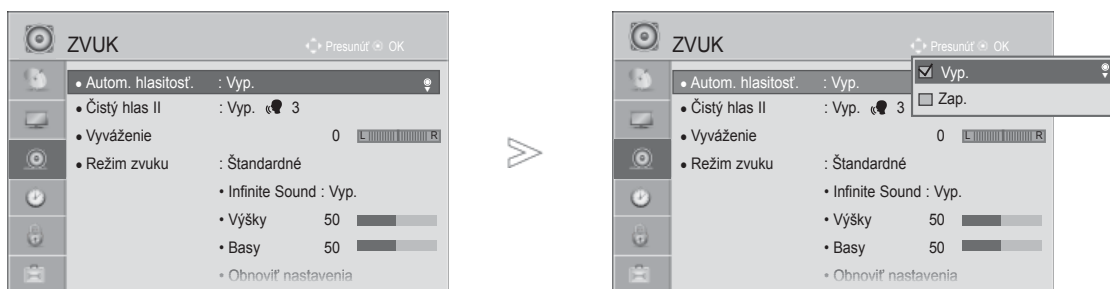 ZVUK
Presunúť OK
• Autom. hlasitosť. : Vyp.
• Čistý hlas II : Vyp. 3
• Vyváženie 0 L R
• Režim zvuku : Štandardné
• Infinite Sound : Vyp.
• Výšky 50
• Basy 50
• Obnoviť nastavenia
ZVUK
Presunúť OK
• Autom. hlasitosť. : Vyp.
Vyp.
Zap.
• Čistý hlas II : Vyp. 3
• Vyváženie 0 L R
• Režim zvuku : Štandardné
• Infinite Sound : Vyp.
• Výšky 50
• Basy 50
• Obnoviť nastavenia